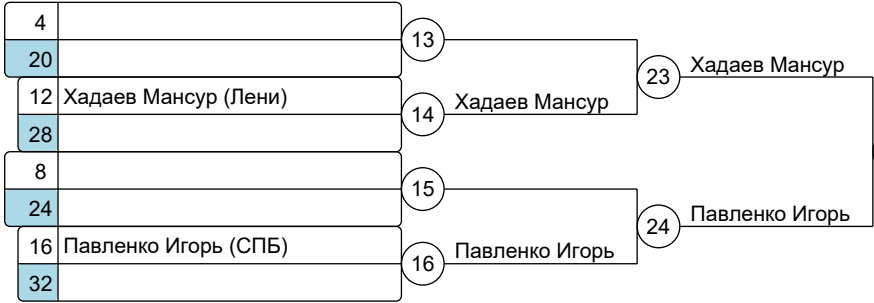 4
13
20
23 Хадаев Мансур
12 Хадаев Мансур (Лени)
14 Хадаев Мансур
28
8
15
24
24 Павленко Игорь
16 Павленко Игорь (СПБ)
16 Павленко Игорь
32